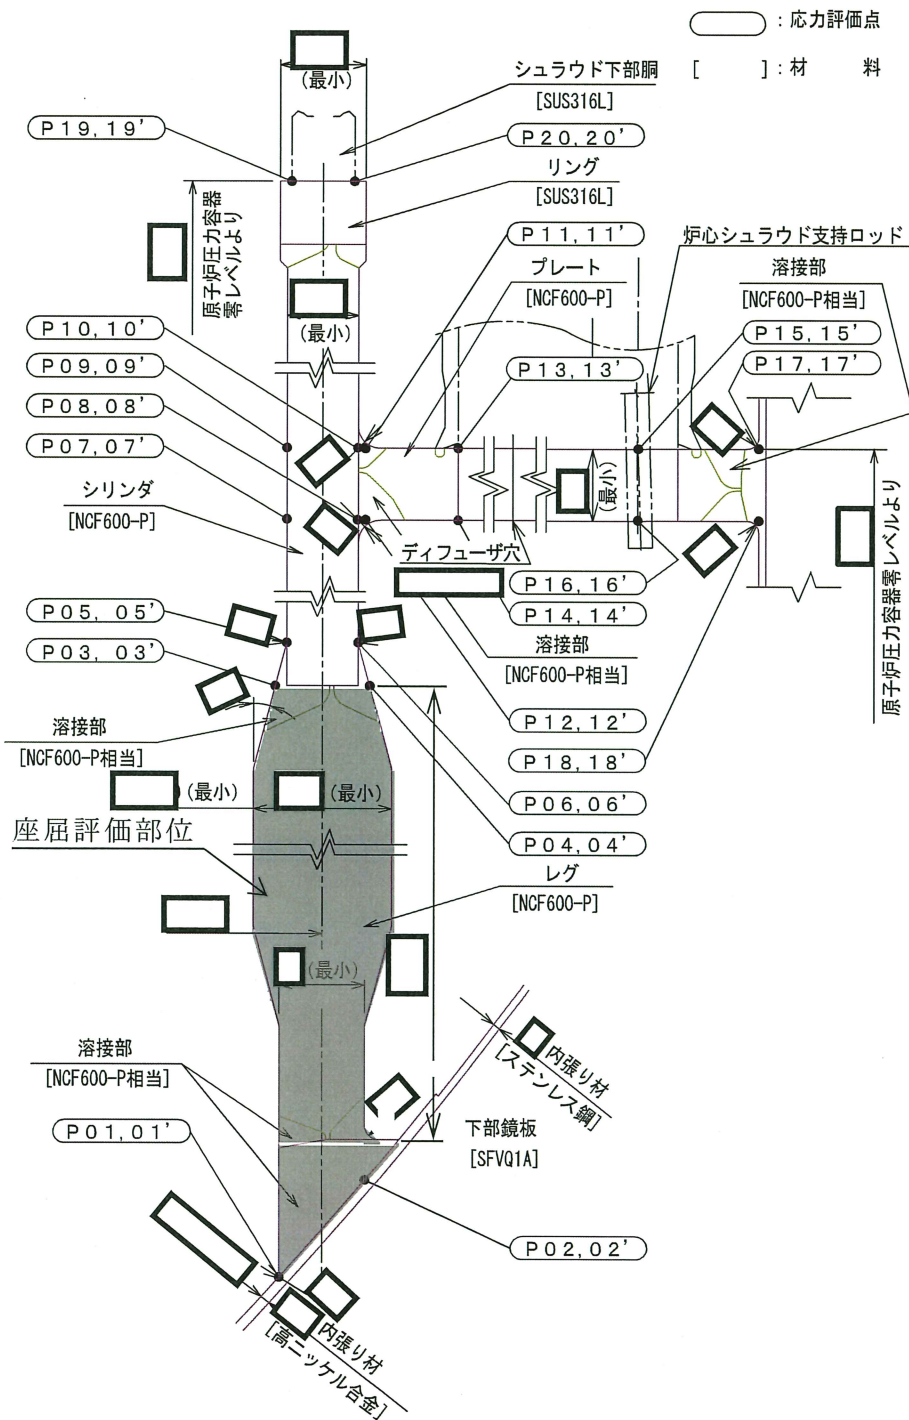 : 応力評価点
[ ] : 材 料
(最小)
シュラウド下部胴
[SUS316L]
P19,19’
P20,20’
リング
[SUS316L]
原子炉圧力容器
零レベルより
P11,11’
炉心シュラウド支持ロッド
プレート
[NCF600-P]
溶接部
[NCF600-P相当]
(最小)
P10,10’
P15,15’
P09,09’
P13,13’
P17,17’
P08,08’
P07,07’
(最小)
シリンダ
[NCF600-P]
原子炉圧力容器零レベルより
ディフューザ穴
P16,16’
P14,14’
P05,05’
溶接部
[NCF600-P相当]
P03,03’
P12,12’
溶接部
[NCF600-P相当]
P18,18’
(最小)
(最小)
P06,06’
座屈評価部位
P04,04’
レグ
[NCF600-P]
(最小)
内張り材
[ステンレス鋼]
溶接部
[NCF600-P相当]
P01,01’
下部鏡板
[SFVQ1A]
P02,02’
内張り材
[高ニッケル合金]